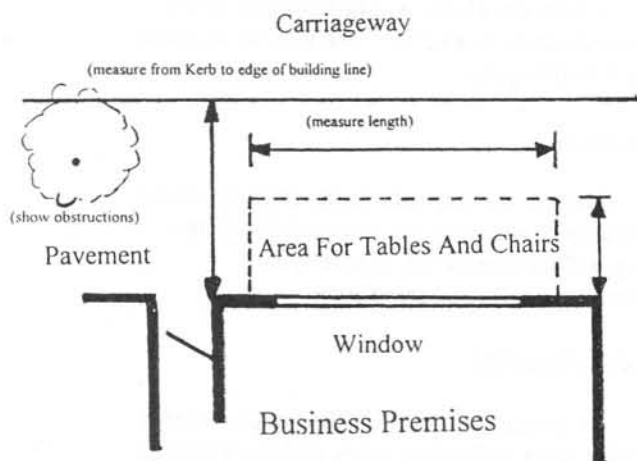 Carriageway
(measure from Kerb to edge of building line)
(measure length)
(show obstructions)
Pavement
Area For Tables And Chairs
Window
Business Premises